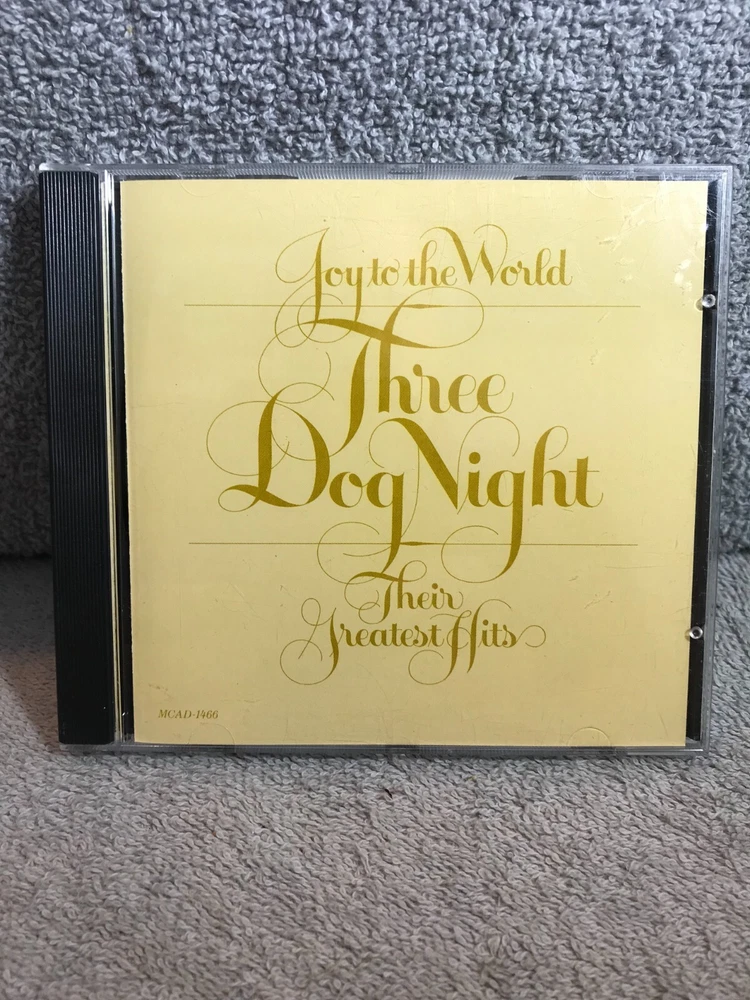 Joy to the World
Three
Dog Night
Their
Greatest Hits
MCAD-1466